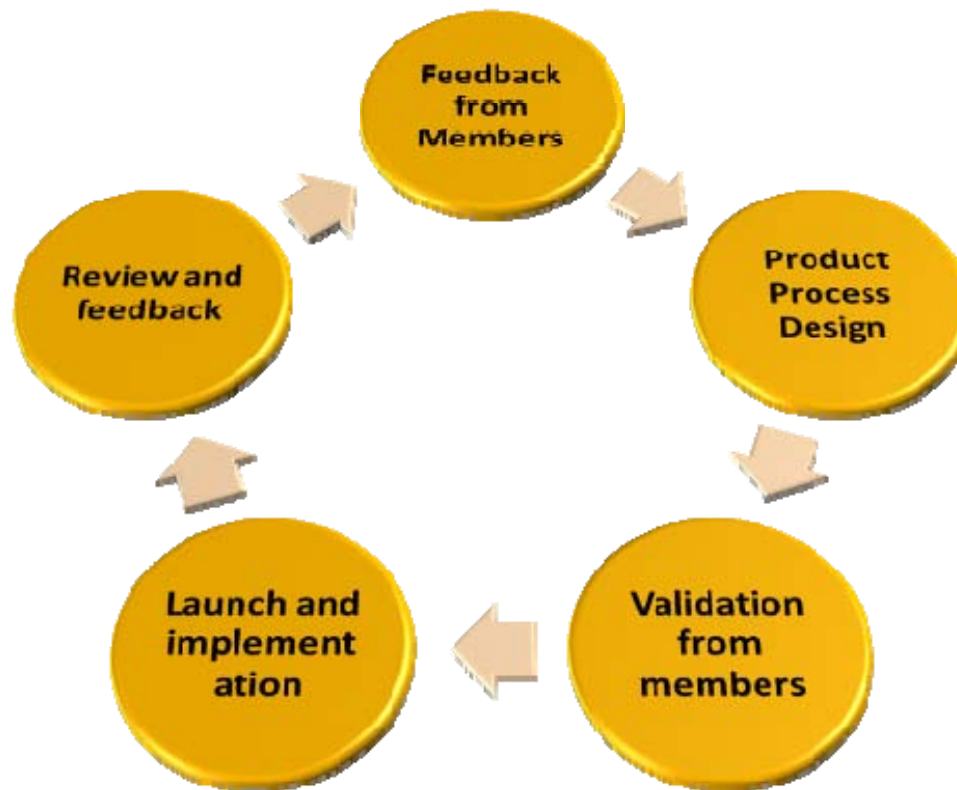 Feedback
from
Members
Product
Process
Design
Validation
from
members
Launch and
implement
ation
Review and
feedback